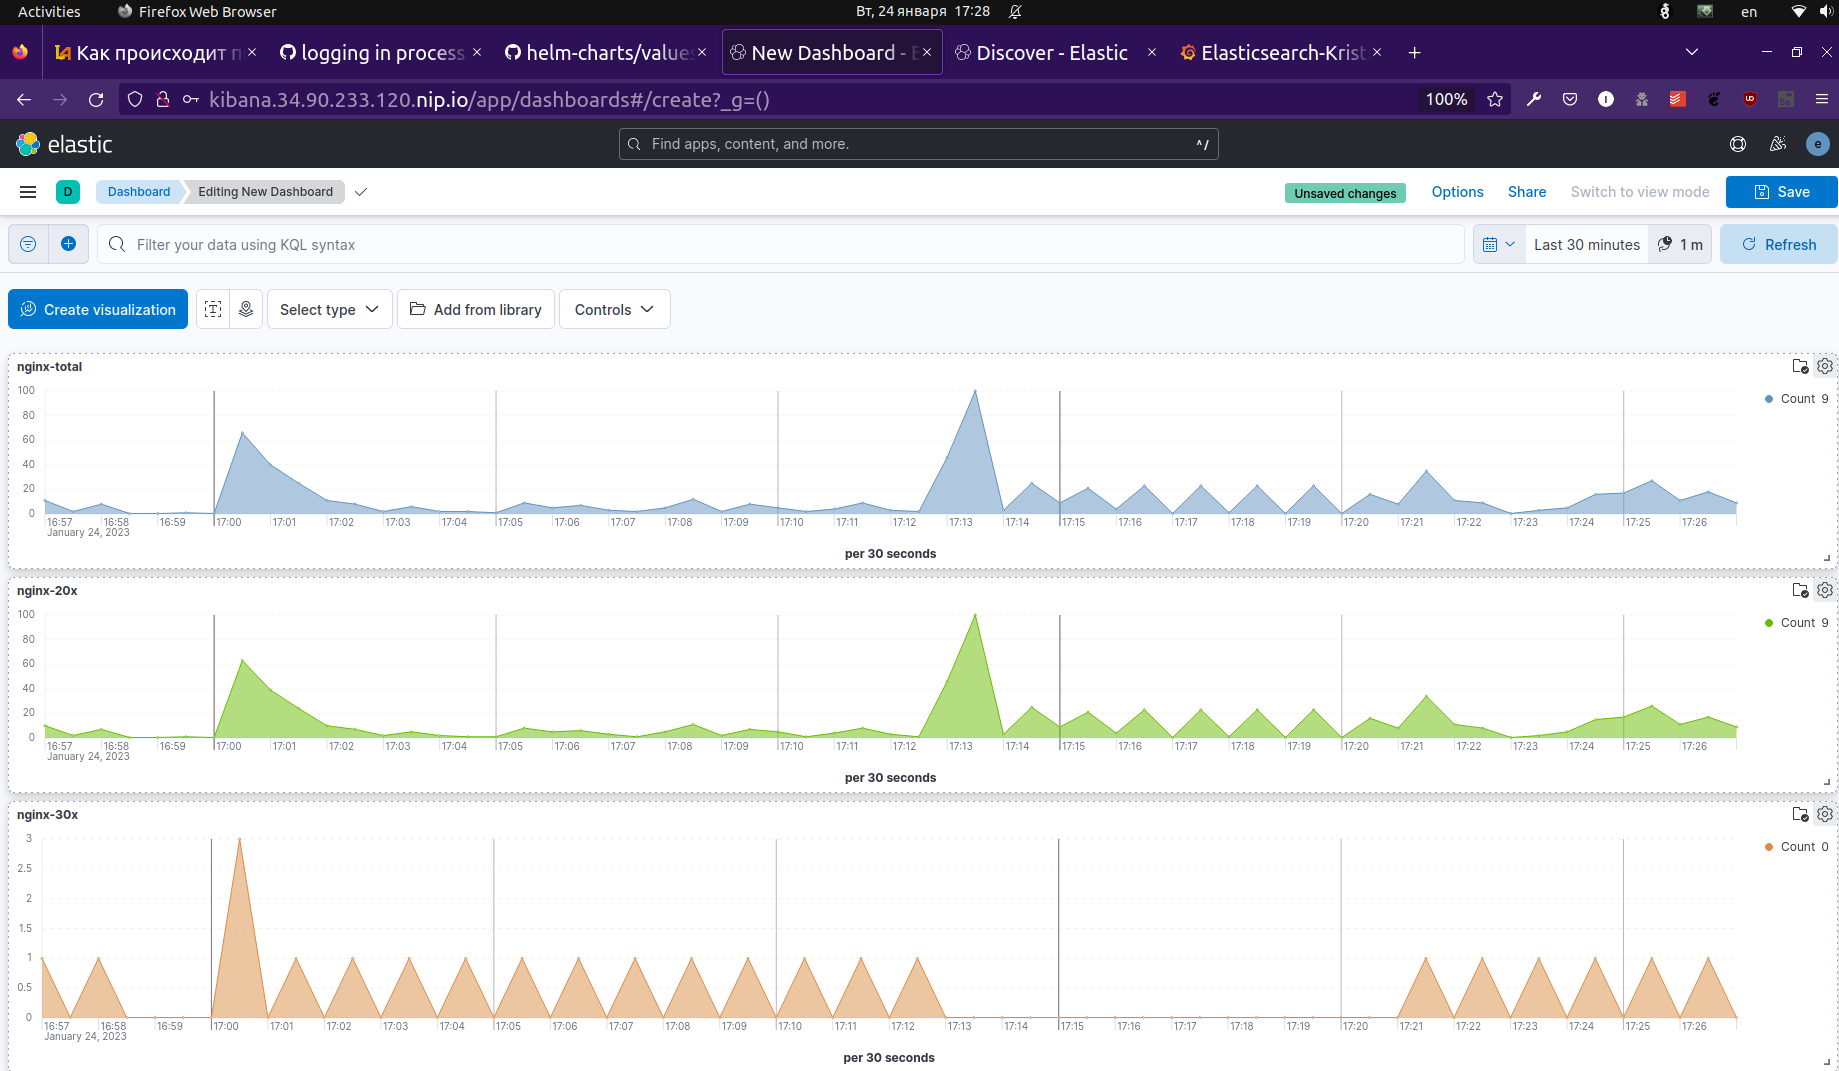 Activities Firefox Web Browser Вт, 24 января 17:28 en
Как происходит п logging in process helm-charts/values New Dashboard - E Discover - Elastic Elasticsearch-Krist
kibana.34.90.233.120.nip.io/app/dashboards#/create?_g=() 100%
elastic Find apps, content, and more. ^/ e
D Dashboard Editing New Dashboard Unsaved changes Options Share Switch to view mode Save
Filter your data using KQL syntax Last 30 minutes 1 m Refresh
Create visualization Select type Add from library Controls
nginx-total
100
80
60
40
20
0
Count 9
16:57 16:58 16:59 17:00 17:01 17:02 17:03 17:04 17:05 17:06 17:07 17:08 17:09 17:10 17:11 17:12 17:13 17:14 17:15 17:16 17:17 17:18 17:19 17:20 17:21 17:22 17:23 17:24 17:25 17:26
January 24, 2023
per 30 seconds
nginx-20x
100
80
60
40
20
0
Count 9
16:57 16:58 16:59 17:00 17:01 17:02 17:03 17:04 17:05 17:06 17:07 17:08 17:09 17:10 17:11 17:12 17:13 17:14 17:15 17:16 17:17 17:18 17:19 17:20 17:21 17:22 17:23 17:24 17:25 17:26
January 24, 2023
per 30 seconds
nginx-30x
3
2.5
2
1.5
1
0.5
0
Count 0
16:57 16:58 16:59 17:00 17:01 17:02 17:03 17:04 17:05 17:06 17:07 17:08 17:09 17:10 17:11 17:12 17:13 17:14 17:15 17:16 17:17 17:18 17:19 17:20 17:21 17:22 17:23 17:24 17:25 17:26
January 24, 2023
per 30 seconds